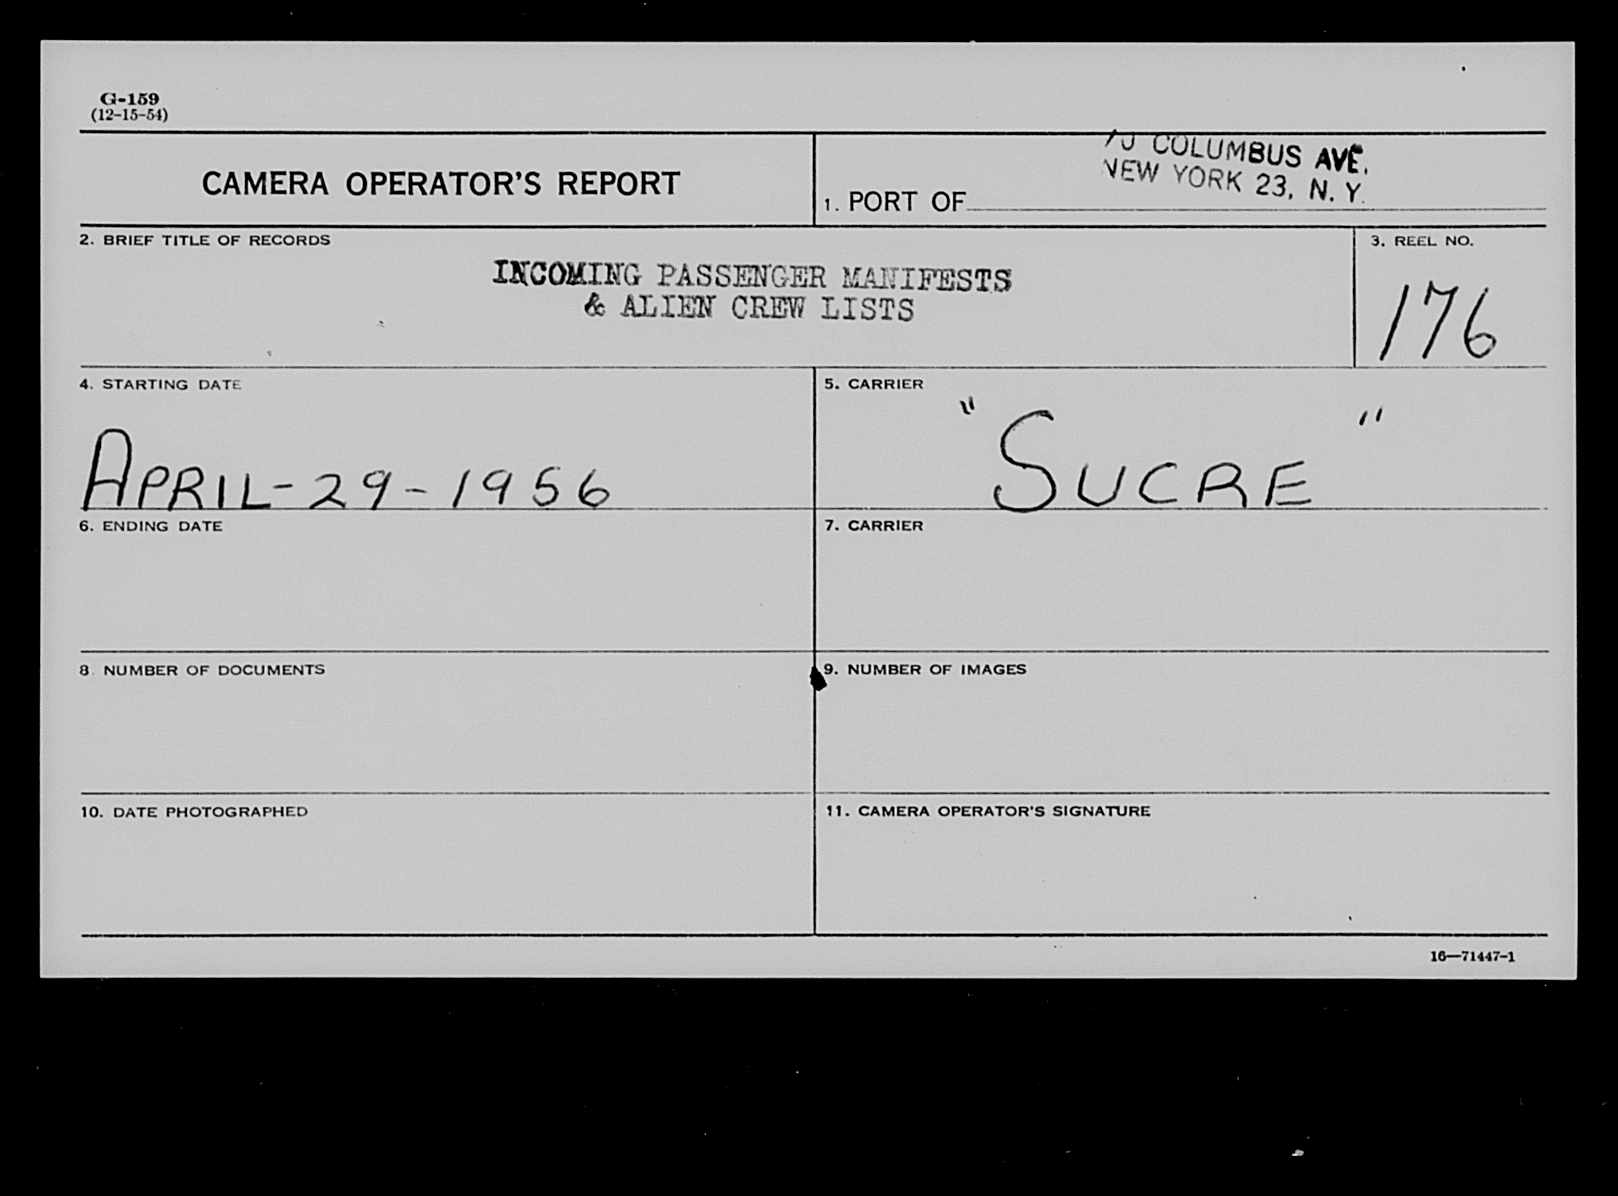 G-159
(12-15-54)
CAMERA OPERATOR'S REPORT
70 COLUMBUS AVE.
NEW YORK 23, N. Y.
1. PORT OF
2. BRIEF TITLE OF RECORDS
INCOMING PASSENGER MANIFESTS
& ALIEN CREW LISTS
3. REEL NO.
176
4. STARTING DATE
APRIL-29-1956
5. CARRIER
"SUCRE"
6. ENDING DATE
7. CARRIER
8. NUMBER OF DOCUMENTS
9. NUMBER OF IMAGES
10. DATE PHOTOGRAPHED
11. CAMERA OPERATOR'S SIGNATURE
16—71447-1